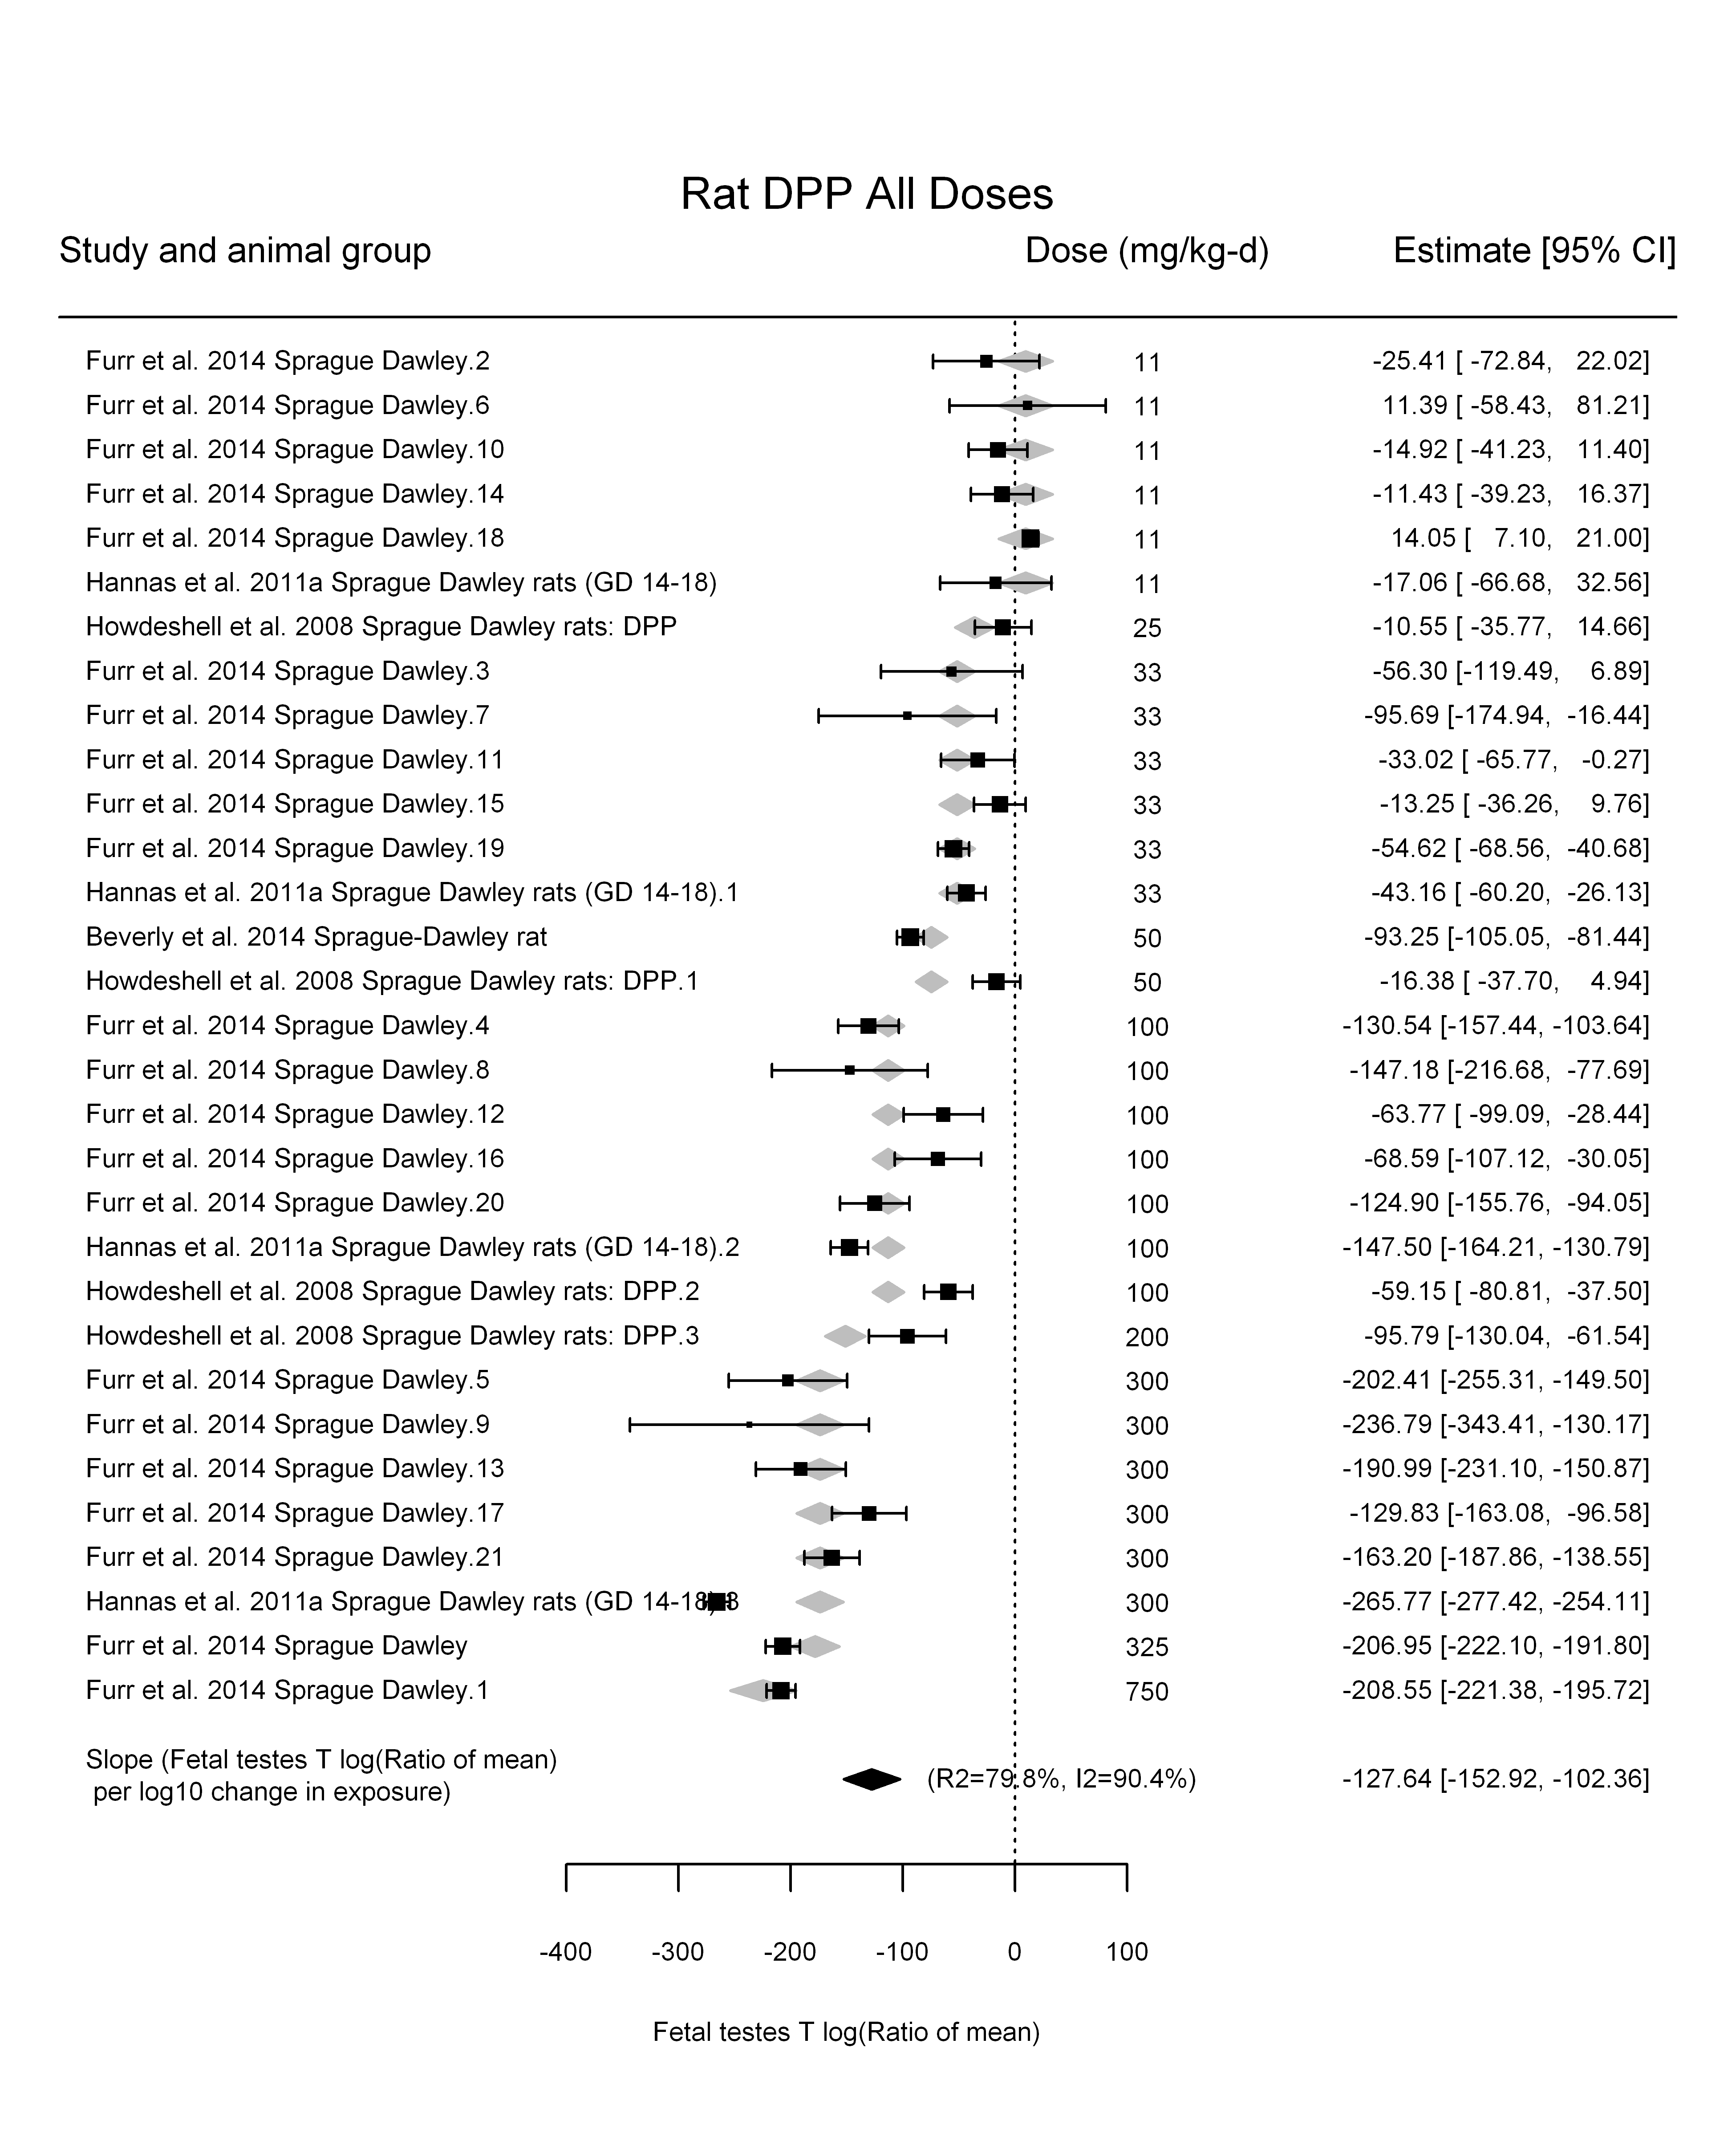 Rat DPP All Doses
Study and animal group Dose (mg/kg-d) Estimate [95% CI]
Furr et al. 2014 Sprague Dawley.2 11 -25.41 [ -72.84, 22.02]
Furr et al. 2014 Sprague Dawley.6 11 11.39 [ -58.43, 81.21]
Furr et al. 2014 Sprague Dawley.10 11 -14.92 [ -41.23, 11.40]
Furr et al. 2014 Sprague Dawley.14 11 -11.43 [ -39.23, 16.37]
Furr et al. 2014 Sprague Dawley.18 11 14.05 [ 7.10, 21.00]
Hannas et al. 2011a Sprague Dawley rats (GD 14-18) 11 -17.06 [ -66.68, 32.56]
Howdeshell et al. 2008 Sprague Dawley rats: DPP 25 -10.55 [ -35.77, 14.66]
Furr et al. 2014 Sprague Dawley.3 33 -56.30 [-119.49, 6.89]
Furr et al. 2014 Sprague Dawley.7 33 -95.69 [-174.94, -16.44]
Furr et al. 2014 Sprague Dawley.11 33 -33.02 [ -65.77, -0.27]
Furr et al. 2014 Sprague Dawley.15 33 -13.25 [ -36.26, 9.76]
Furr et al. 2014 Sprague Dawley.19 33 -54.62 [ -68.56, -40.68]
Hannas et al. 2011a Sprague Dawley rats (GD 14-18).1 33 -43.16 [ -60.20, -26.13]
Beverly et al. 2014 Sprague-Dawley rat 50 -93.25 [-105.05, -81.44]
Howdeshell et al. 2008 Sprague Dawley rats: DPP.1 50 -16.38 [ -37.70, 4.94]
Furr et al. 2014 Sprague Dawley.4 100 -130.54 [-157.44, -103.64]
Furr et al. 2014 Sprague Dawley.8 100 -147.18 [-216.68, -77.69]
Furr et al. 2014 Sprague Dawley.12 100 -63.77 [ -99.09, -28.44]
Furr et al. 2014 Sprague Dawley.16 100 -68.59 [-107.12, -30.05]
Furr et al. 2014 Sprague Dawley.20 100 -124.90 [-155.76, -94.05]
Hannas et al. 2011a Sprague Dawley rats (GD 14-18).2 100 -147.50 [-164.21, -130.79]
Howdeshell et al. 2008 Sprague Dawley rats: DPP.2 100 -59.15 [ -80.81, -37.50]
Howdeshell et al. 2008 Sprague Dawley rats: DPP.3 200 -95.79 [-130.04, -61.54]
Furr et al. 2014 Sprague Dawley.5 300 -202.41 [-255.31, -149.50]
Furr et al. 2014 Sprague Dawley.9 300 -236.79 [-343.41, -130.17]
Furr et al. 2014 Sprague Dawley.13 300 -190.99 [-231.10, -150.87]
Furr et al. 2014 Sprague Dawley.17 300 -129.83 [-163.08, -96.58]
Furr et al. 2014 Sprague Dawley.21 300 -163.20 [-187.86, -138.55]
Hannas et al. 2011a Sprague Dawley rats (GD 14-18).3 300 -265.77 [-277.42, -254.11]
Furr et al. 2014 Sprague Dawley 325 -206.95 [-222.10, -191.80]
Furr et al. 2014 Sprague Dawley.1 750 -208.55 [-221.38, -195.72]
Slope (Fetal testes T log(Ratio of mean)
per log10 change in exposure) (R2=79.8%, I2=90.4%) -127.64 [-152.92, -102.36]
-400 -300 -200 -100 0 100
Fetal testes T log(Ratio of mean)